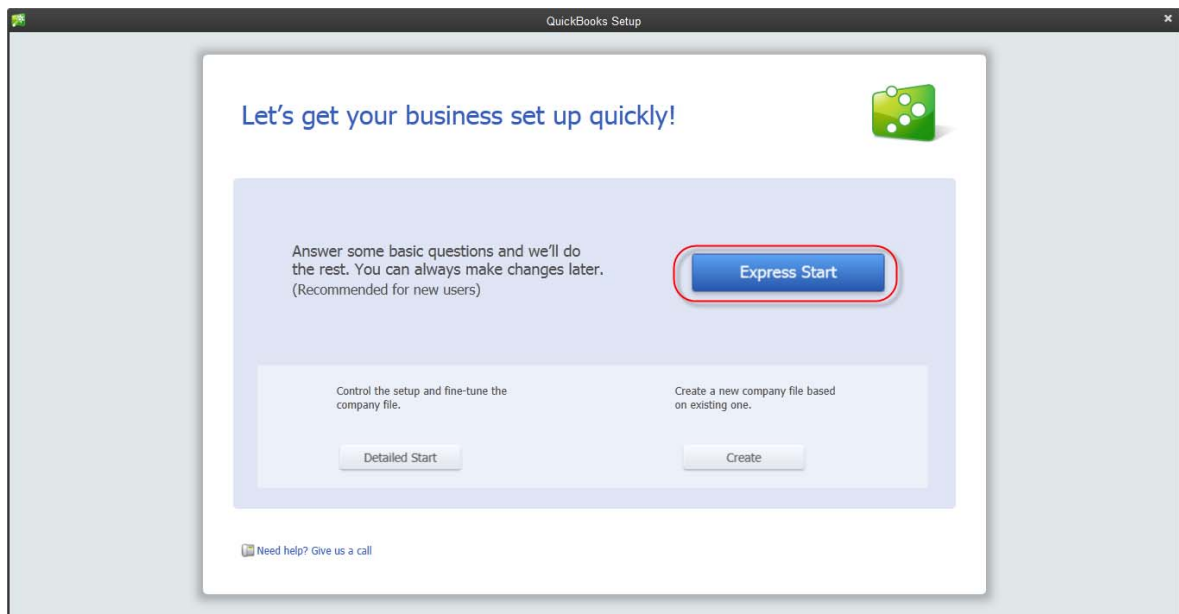 QuickBooks Setup
Let's get your business set up quickly!
Answer some basic questions and we'll do
the rest. You can always make changes later.
(Recommended for new users)
Express Start
Control the setup and fine-tune the
company file.
Detailed Start
Create a new company file based
on existing one.
Create
Need help? Give us a call